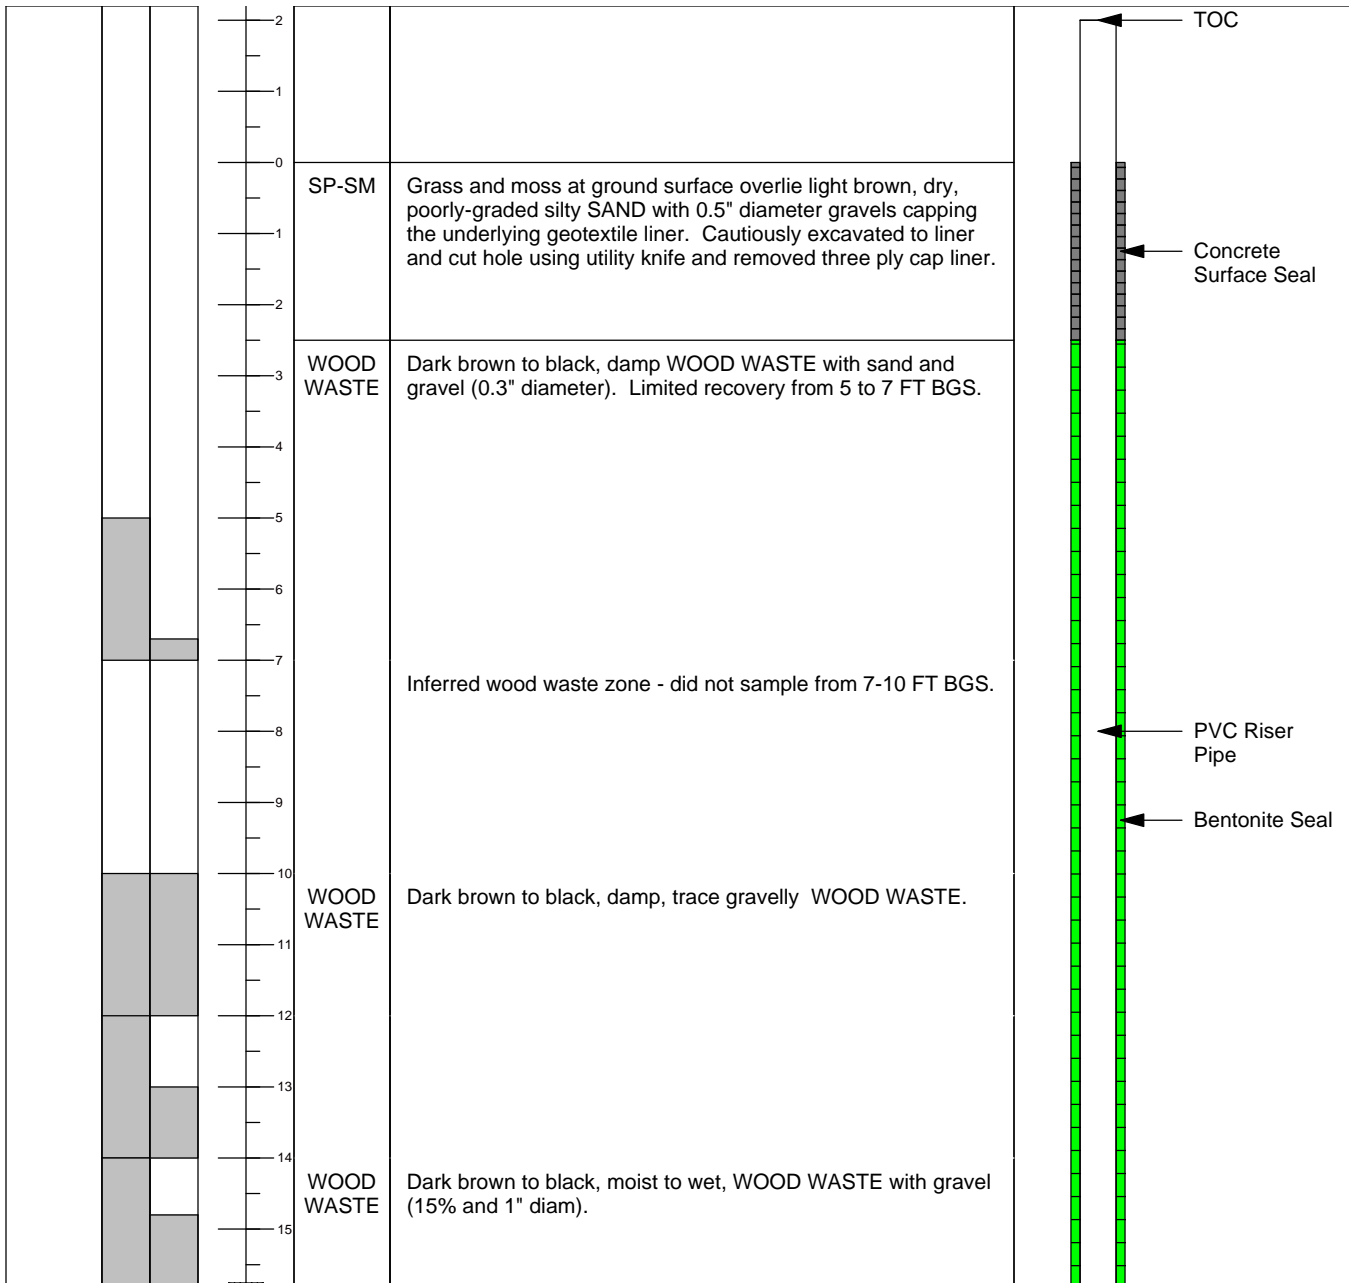 2
TOC
1
0
SP-SM
Grass and moss at ground surface overlie light brown, dry,
poorly-graded silty SAND with 0.5" diameter gravels capping
the underlying geotextile liner.  Cautiously excavated to liner
and cut hole using utility knife and removed three ply cap liner.
1
Concrete
Surface Seal
2
WOOD
WASTE
Dark brown to black, damp WOOD WASTE with sand and
gravel (0.3" diameter).  Limited recovery from 5 to 7 FT BGS.
3
4
5
6
7
Inferred wood waste zone - did not sample from 7-10 FT BGS.
8
PVC Riser
Pipe
9
Bentonite Seal
10
WOOD
WASTE
Dark brown to black, damp, trace gravelly  WOOD WASTE.
11
12
13
14
WOOD
WASTE
Dark brown to black, moist to wet, WOOD WASTE with gravel
(15% and 1" diam).
15